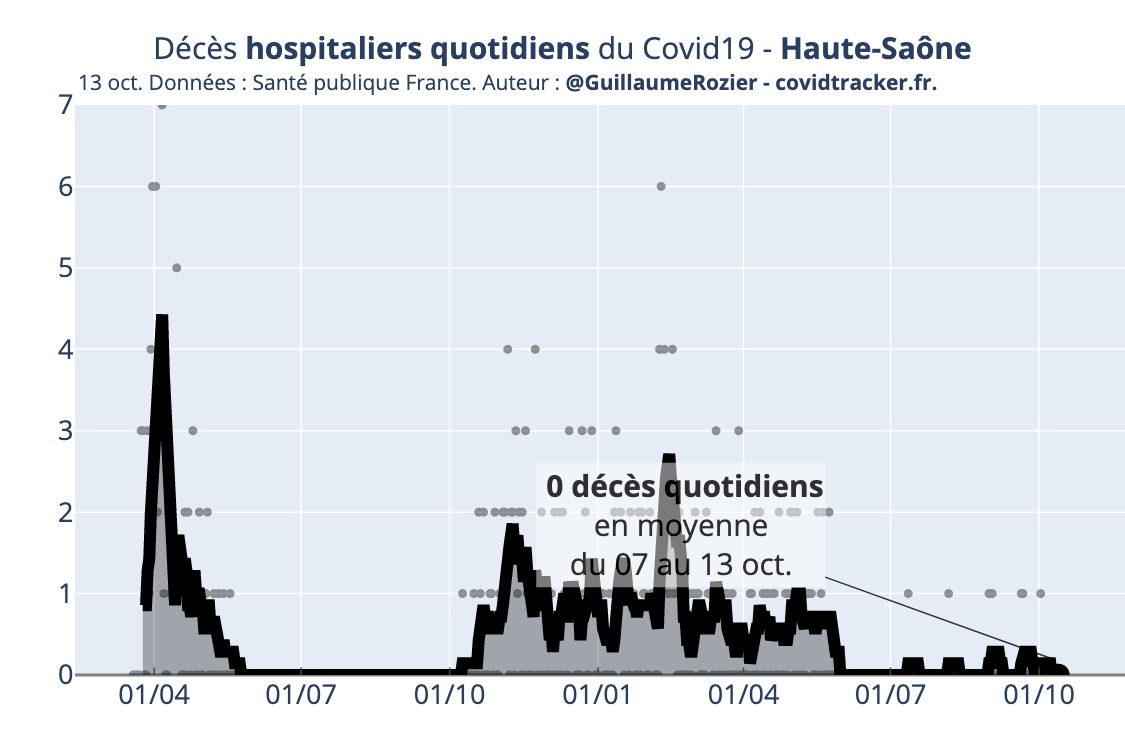 Décès hospitaliers quotidiens du Covid19 - Haute-Saône
13 oct. Données : Santé publique France. Auteur : @GuillaumeRozier - covidtracker.fr.
7
6
5
4
3
2
1
0
0 décès quotidiens
en moyenne
du 07 au 13 oct.
01/04 01/07 01/10 01/01 01/04 01/07 01/10